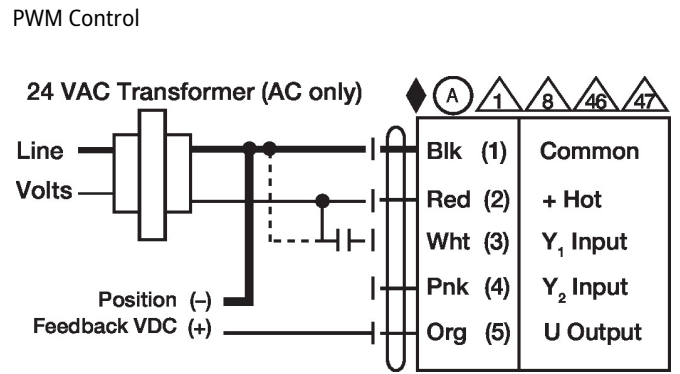 PWM Control
24 VAC Transformer (AC only)
A 1 8 46 47
Line
Volts
Blk (1) Common
Red (2) + Hot
Wht (3) Y₁ Input
Pnk (4) Y₂ Input
Org (5) U Output
Position (–)
Feedback VDC (+)